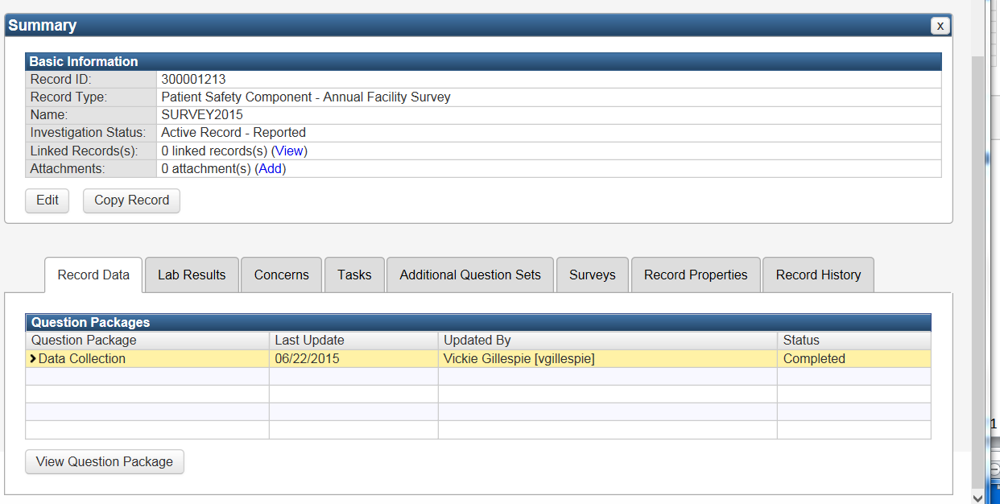 Summary
x
Basic Information
Record ID: 300001213
Record Type: Patient Safety Component - Annual Facility Survey
Name: SURVEY2015
Investigation Status: Active Record - Reported
Linked Records(s): 0 linked records(s) (View)
Attachments: 0 attachment(s) (Add)
Edit Copy Record
Record Data Lab Results Concerns Tasks Additional Question Sets Surveys Record Properties Record History
Question Packages
Question Package Last Update Updated By Status
Data Collection 06/22/2015 Vickie Gillespie [vgillespie] Completed
1
View Question Package